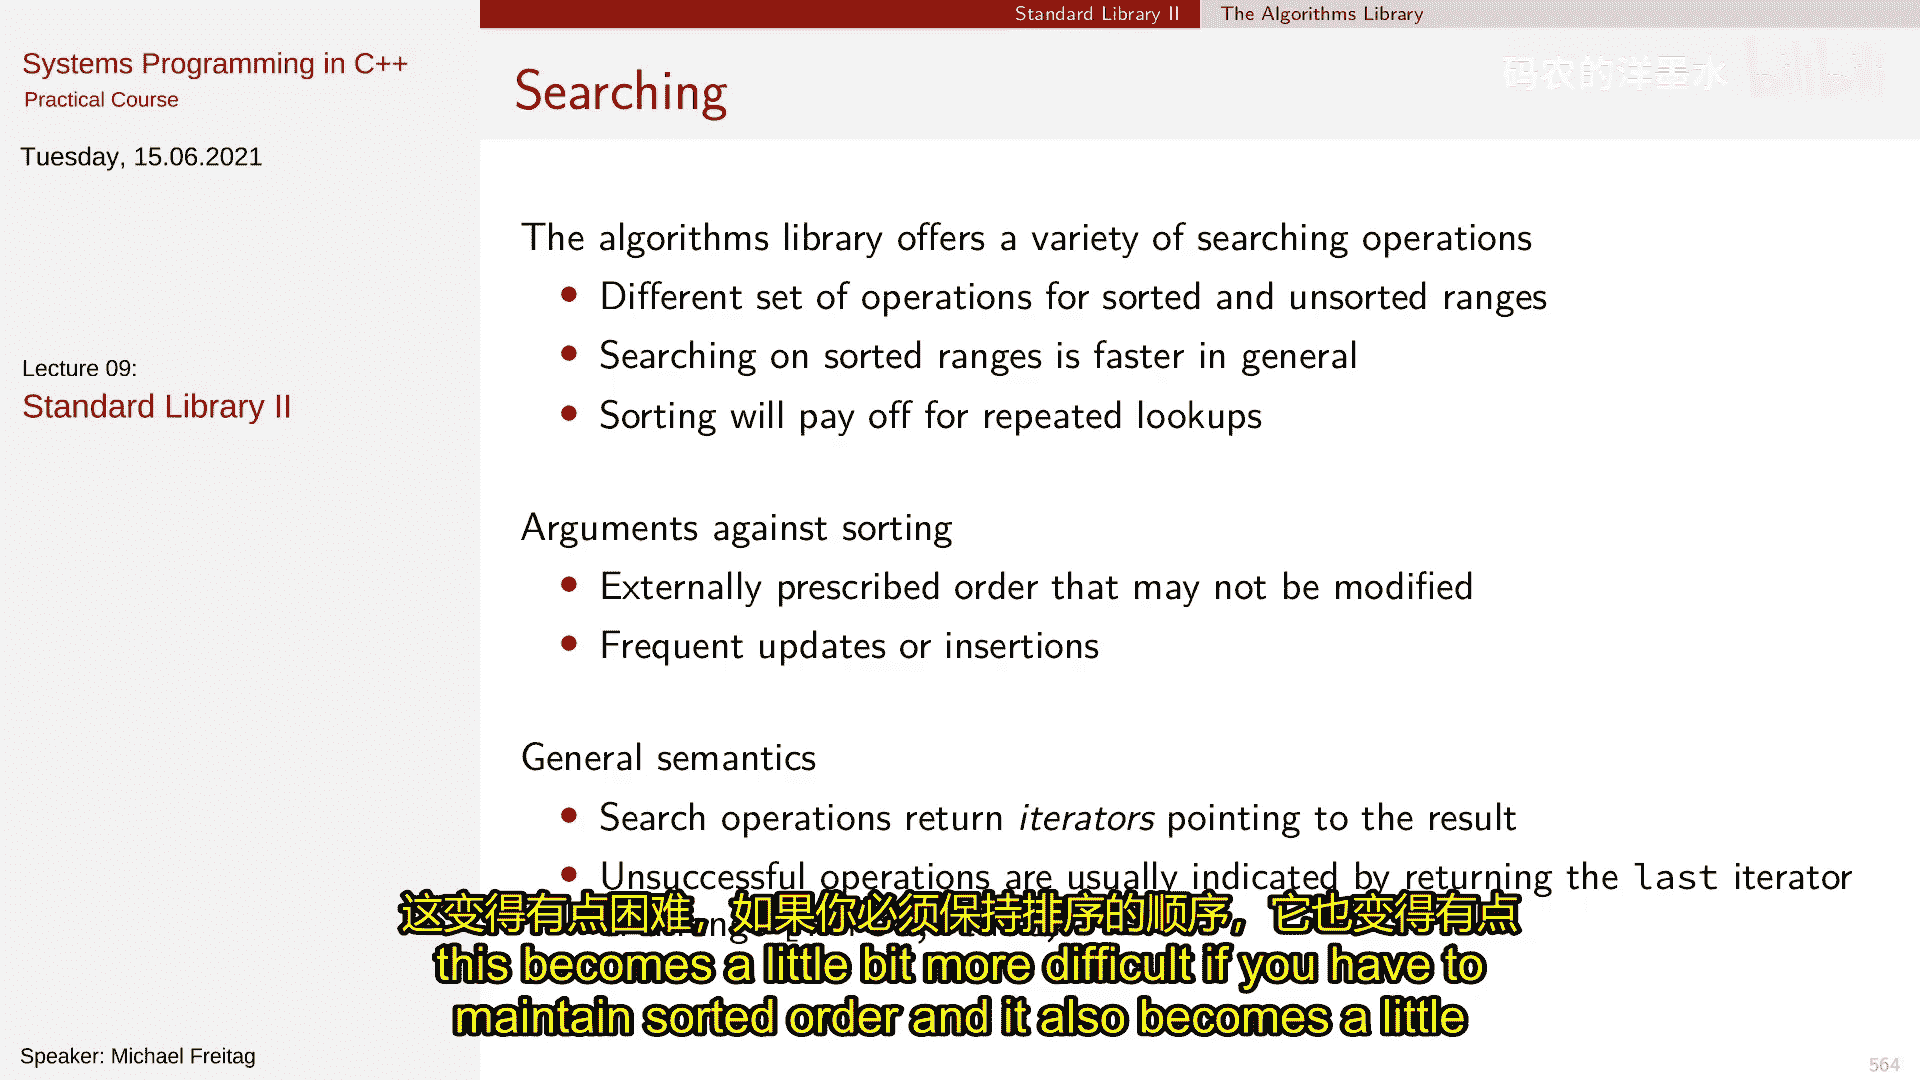 Standard Library II
The Algorithms Library
Systems Programming in C++
Practical Course
Tuesday, 15.06.2021
Lecture 09:
Standard Library II
Speaker: Michael Freitag
Searching
码农的洋墨水
bilibili
The algorithms library offers a variety of searching operations
• Different set of operations for sorted and unsorted ranges
• Searching on sorted ranges is faster in general
• Sorting will pay off for repeated lookups
Arguments against sorting
• Externally prescribed order that may not be modified
• Frequent updates or insertions
General semantics
• Search operations return iterators pointing to the result
• Unsuccessful operations are usually indicated by returning the last iterator
这变得有点困难，如果你必须保持排序的顺序，它也变得有点
this becomes a little bit more difficult if you have to
maintain sorted order and it also becomes a little
564